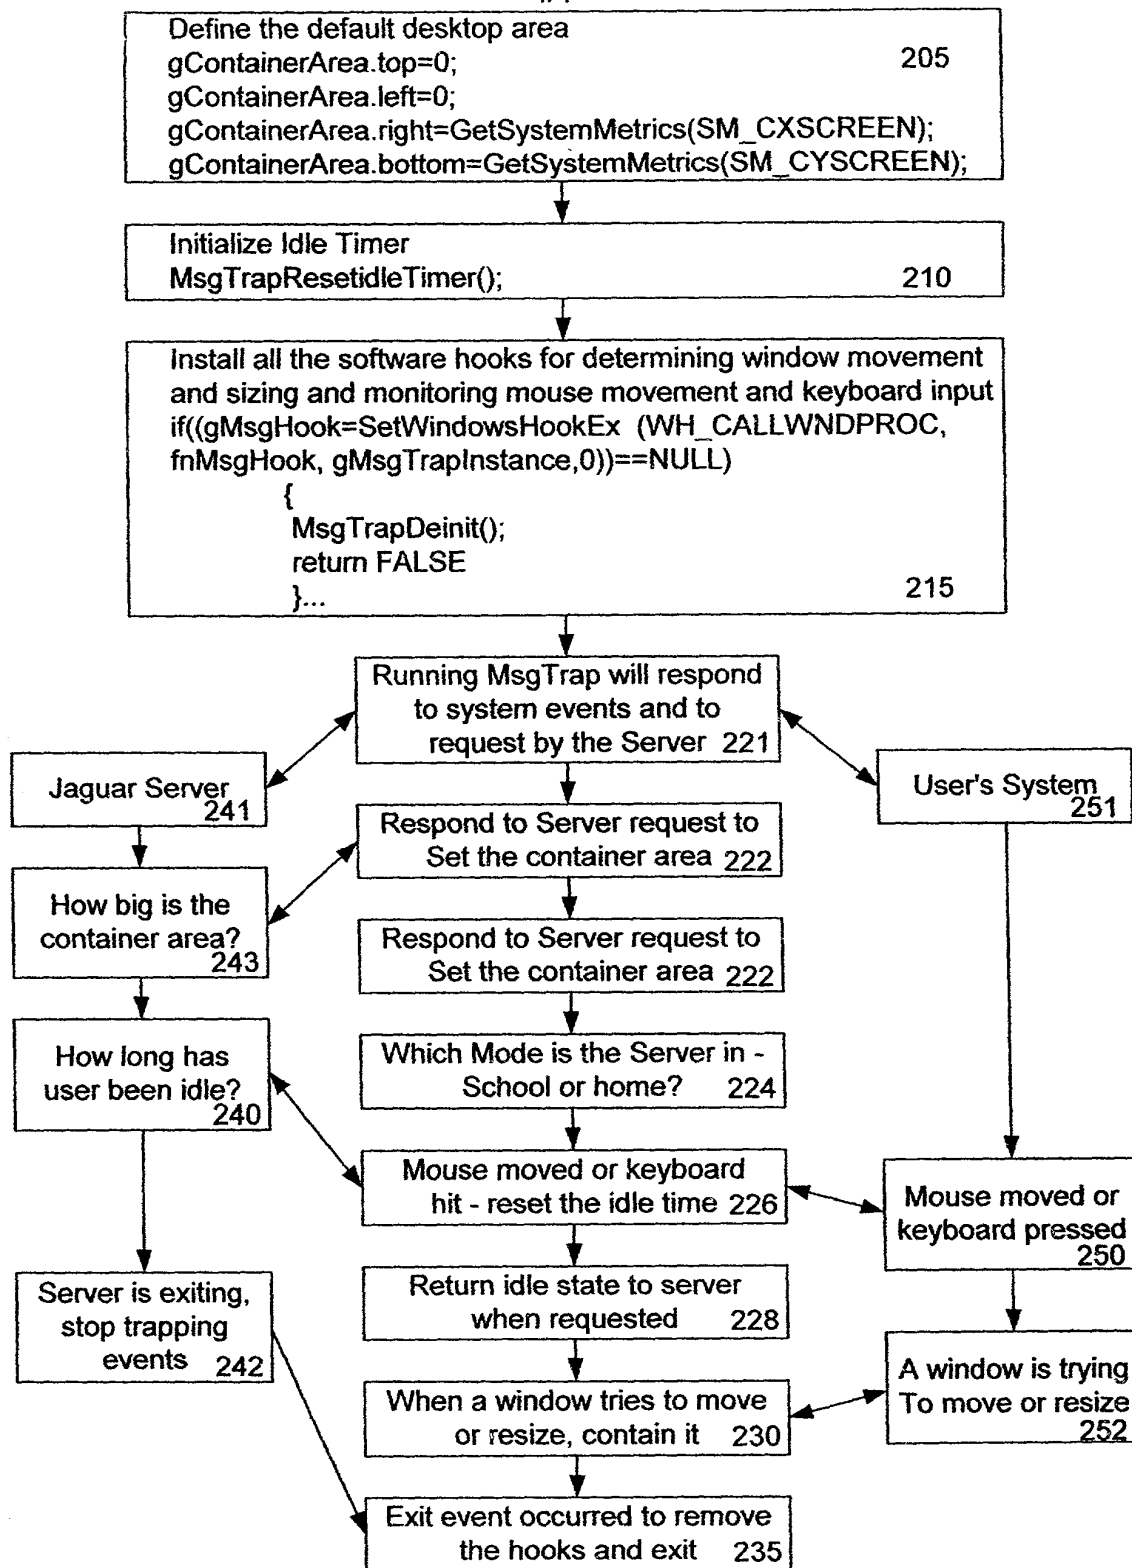 Define the default desktop area
205
gContainerArea.top=0;
gContainerArea.left=0;
gContainerArea.right=GetSystemMetrics(SM_CXSCREEN);
gContainerArea.bottom=GetSystemMetrics(SM_CYSCREEN);
Initialize Idle Timer
MsgTrapResetidleTimer();
210
Install all the software hooks for determining window movement
and sizing and monitoring mouse movement and keyboard input
if((gMsgHook=SetWindowsHookEx (WH_CALLWNDPROC,
fnMsgHook, gMsgTrapInstance,0))==NULL)
{
MsgTrapDeinit();
return FALSE
}...
215
Running MsgTrap will respond
to system events and to
request by the Server 221
Jaguar Server
241
User's System
251
Respond to Server request to
Set the container area 222
How big is the
container area?
243
Respond to Server request to
Set the container area 222
How long has
user been idle?
240
Which Mode is the Server in -
School or home? 224
Mouse moved or keyboard
hit - reset the idle time 226
Mouse moved or
keyboard pressed
250
Server is exiting,
stop trapping
events 242
Return idle state to server
when requested 228
A window is trying
To move or resize
252
When a window tries to move
or resize, contain it 230
Exit event occurred to remove
the hooks and exit 235